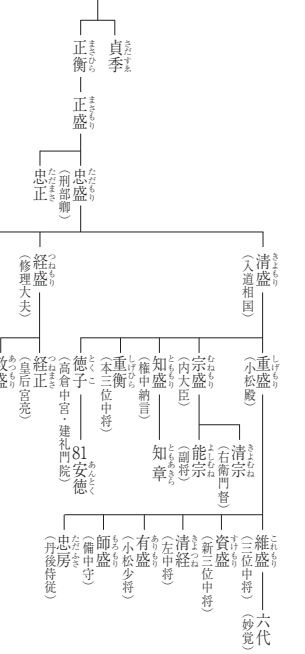 貞季
さだすゑ
正衡
まさひら
正盛
まさもり
忠盛
ただもり
(刑部卿)
忠正
ただまさ
清盛
きよもり
(入道相国)
経盛
つねもり
(修理大夫)
重盛
しげもり
(小松殿)
宗盛
むねもり
(内大臣)
知盛
とももり
(権中納言)
重衡
しげひら
(本三位中将)
徳子
とくこ
(高倉中宮・建礼門院)
経正
つねまさ
(皇后宮亮)
敦盛
あつもり
清宗
きよむね
(右衛門督)
能宗
よしむね
(副将)
知章
ともあきら
81安徳
あんとく
維盛
これもり
(三位中将)
資盛
すけもり
(新三位中将)
清経
きよつね
(左中将)
有盛
ありもり
(小松少将)
師盛
もろもり
(備中守)
忠房
ただふさ
(丹後侍従)
六代
(妙覚)